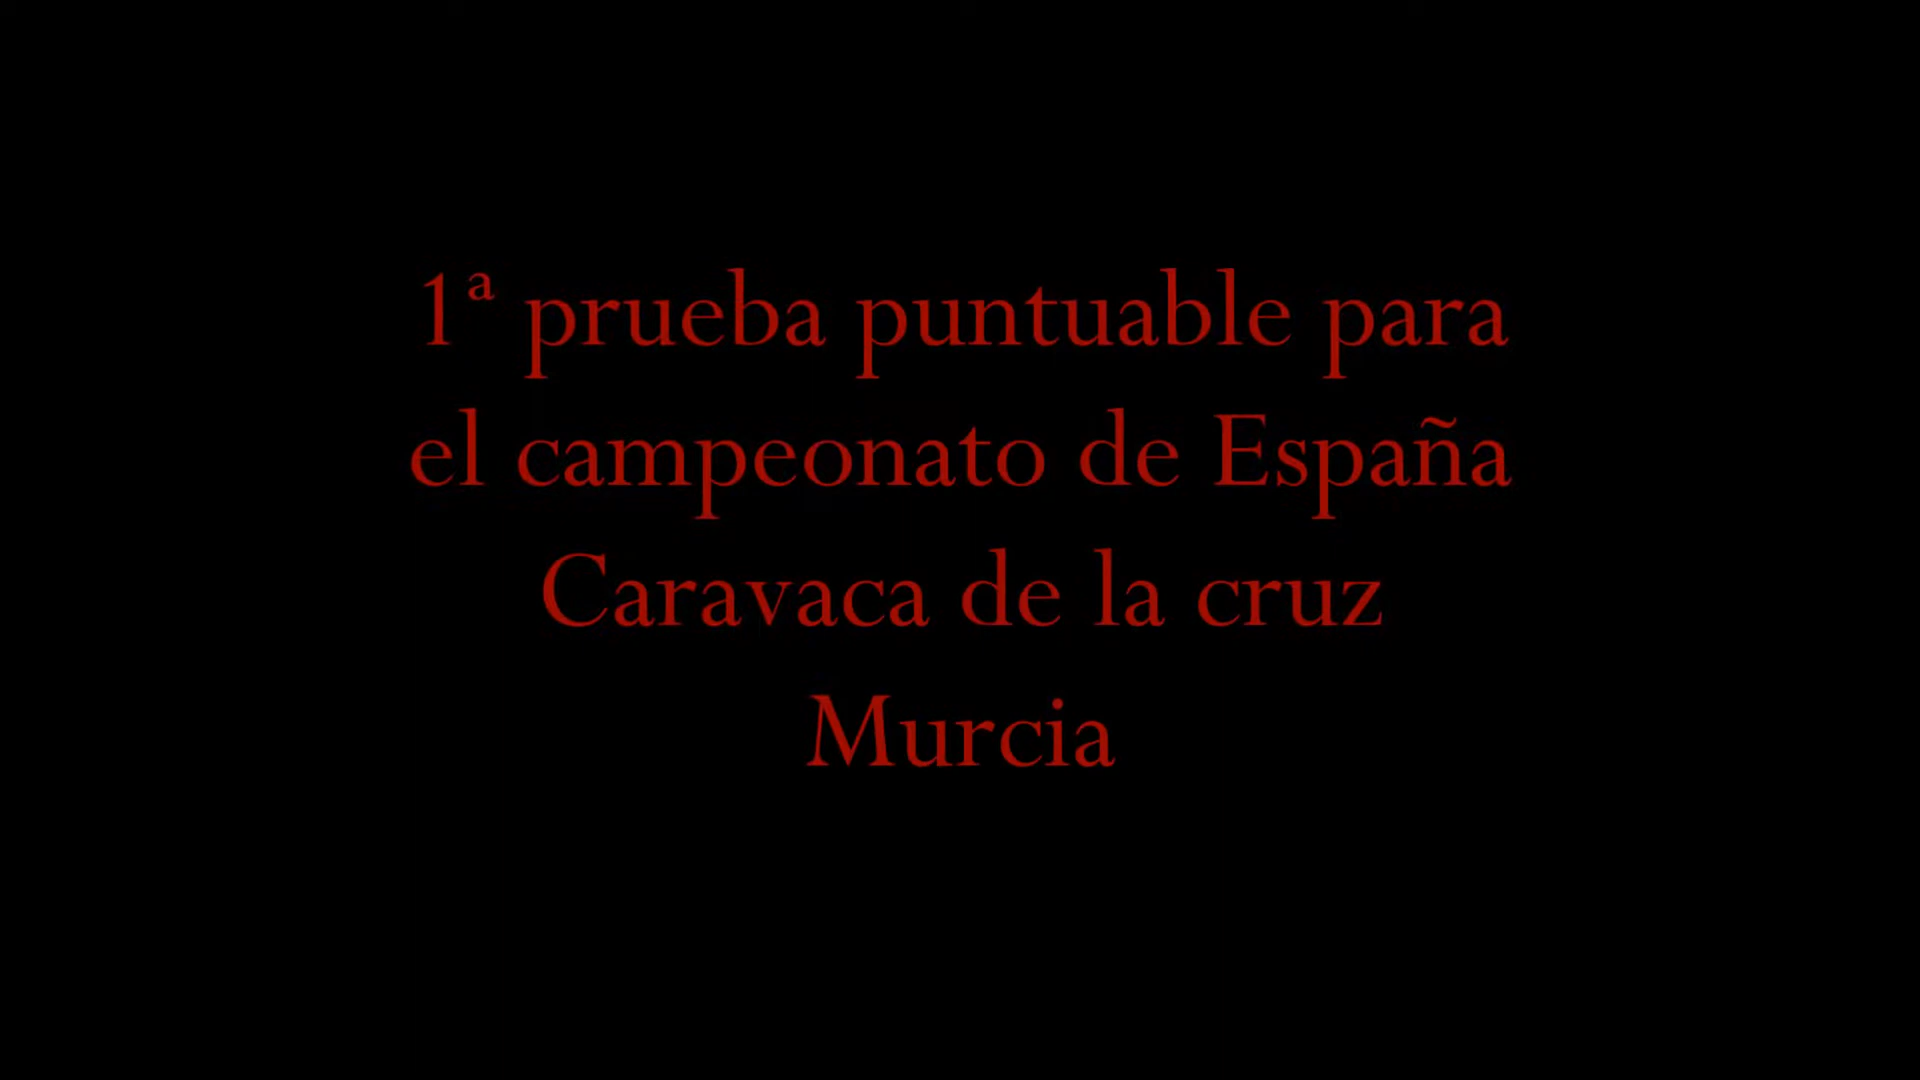 1ª prueba puntuable para
el campeonato de España
Caravaca de la cruz
Murcia